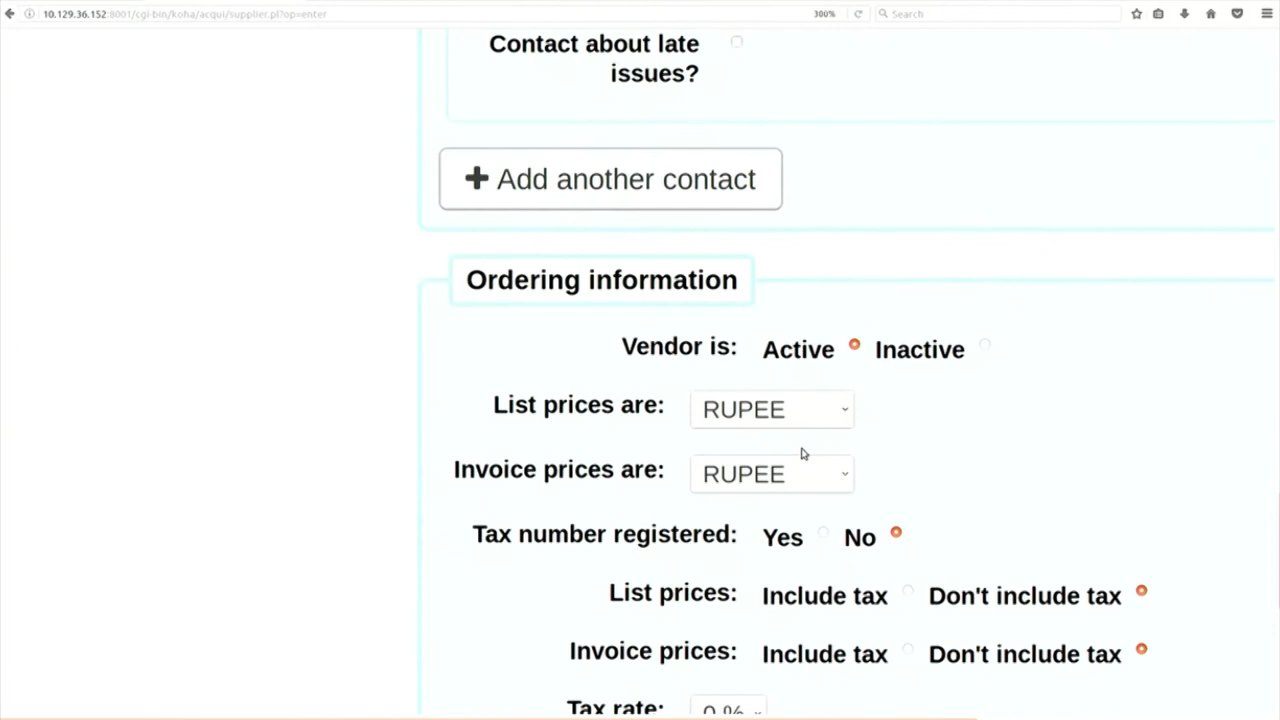 10.129.36.152:8001/cgi-bin/koha/acqui/supplier.pl?op=enter 300% Search
Contact about late
issues?
Add another contact
Ordering information
Vendor is: Active Inactive
List prices are: RUPEE
Invoice prices are: RUPEE
Tax number registered: Yes No
List prices: Include tax Don't include tax
Invoice prices: Include tax Don't include tax
Tax rate: 0 %